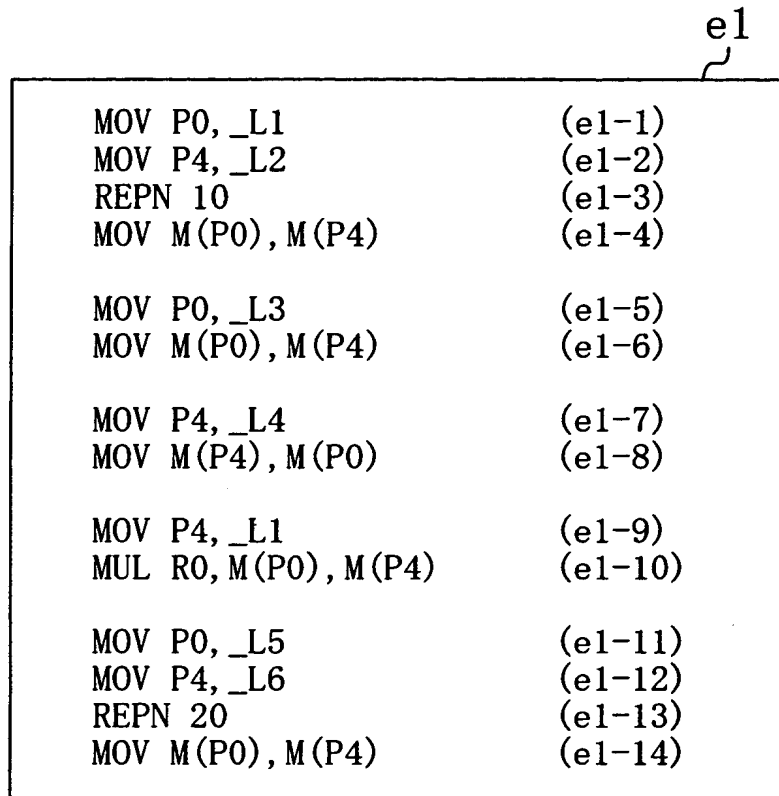 e1
MOV P0,_L1 (e1-1)
MOV P4,_L2 (e1-2)
REPN 10 (e1-3)
MOV M(P0),M(P4) (e1-4)
MOV P0,_L3 (e1-5)
MOV M(P0),M(P4) (e1-6)
MOV P4,_L4 (e1-7)
MOV M(P4),M(P0) (e1-8)
MOV P4,_L1 (e1-9)
MUL R0,M(P0),M(P4) (e1-10)
MOV P0,_L5 (e1-11)
MOV P4,_L6 (e1-12)
REPN 20 (e1-13)
MOV M(P0),M(P4) (e1-14)